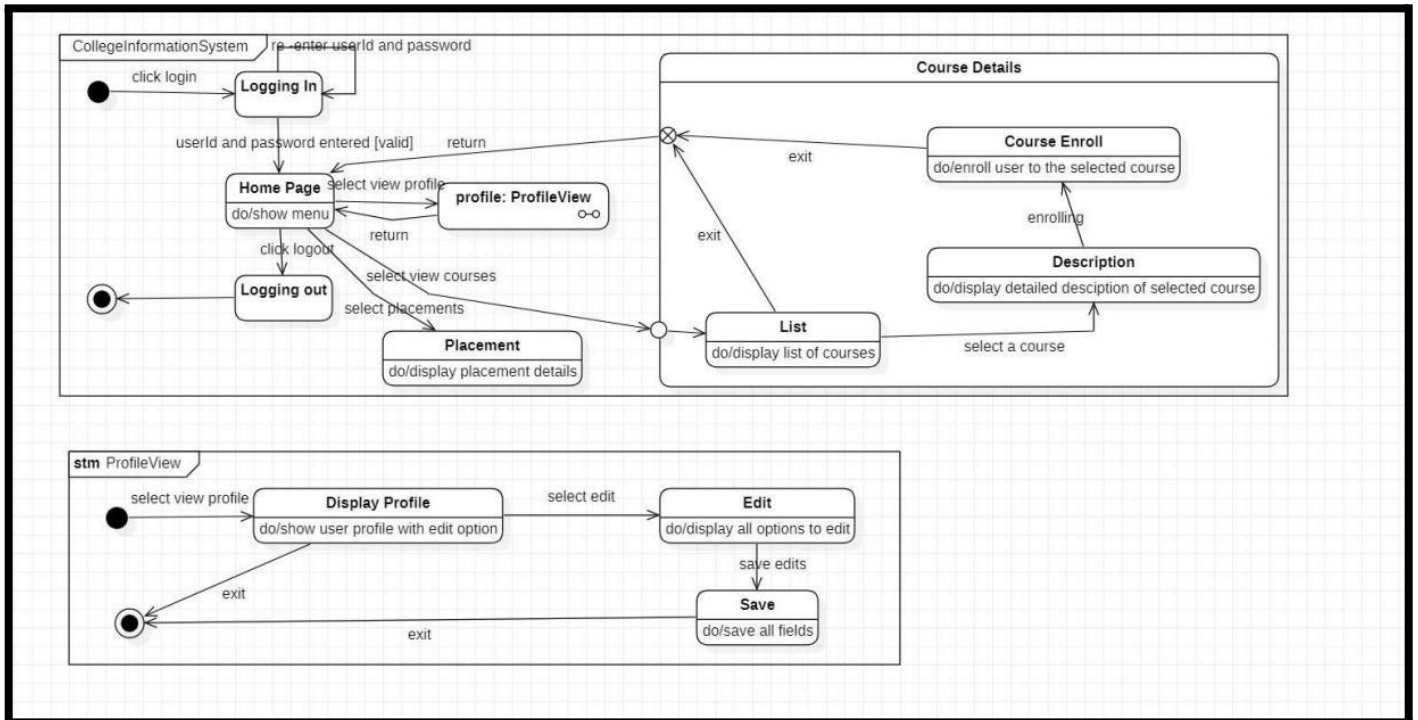 CollegeInformationSystem
re -enter userId and password
click login
Logging In
userId and password entered [valid]
return
Home Page
do/show menu
select view profile
profile: ProfileView
return
click logout
Logging out
select view courses
select placements
Placement
do/display placement details
Course Details
Course Enroll
do/enroll user to the selected course
exit
exit
enrolling
Description
do/display detailed desciption of selected course
List
do/display list of courses
select a course
stm ProfileView
select view profile
Display Profile
do/show user profile with edit option
select edit
Edit
do/display all options to edit
save edits
exit
Save
do/save all fields
exit